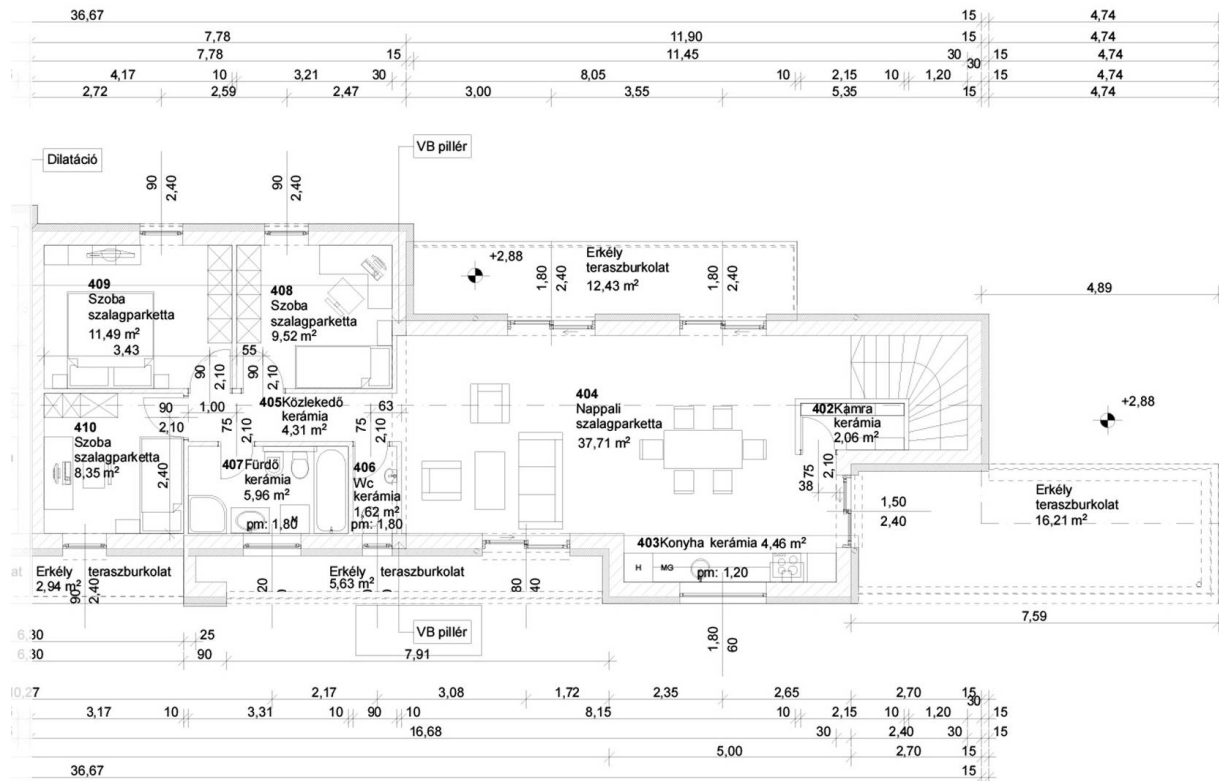 36,67 15 4,74
7,78 11,90 4,74
7,78 15 11,45 30 15 4,74
30
4,17 10 3,21 30 8,05 10 2,15 10 1,20 15 4,74
2,72 2,59 2,47 3,00 3,55 5,35 15 4,74
Dilatáció
VB pillér
90 2,40
90 2,40
+2,88
1,80 2,40
Erkély
teraszburkolat
12,43 m²
1,80 2,40
4,89
409
Szoba
szalagparketta
11,49 m²
3,43
408
Szoba
szalagparketta
9,52 m²
55
90 2,10
90 2,10
404
Nappali
szalagparketta
37,71 m²
+2,88
90
2,10
1,00
405Közlekedő
kerámia
4,31 m²
63
402Kamra
kerámia
2,06 m²
410
Szoba
szalagparketta
8,35 m²
2,40
75 2,10
75 2,10
407 Fürdő
kerámia
5,96 m²
pm: 1,80
406
Wc
kerámia
1,62 m²
pm: 1,80
75 2,10
38
1,50
2,40
Erkély
teraszburkolat
16,21 m²
403Konyha kerámia 4,46 m²
H MG pm: 1,20
Erkély teraszburkolat
2,94 m²
90 2,40
Erkély teraszburkolat
5,63 m²
20
80 40
VB pillér
1,80 60
7,59
25
90 7,91
2,17 3,08 1,72 2,35 2,65 2,70 15
30
3,17 10 3,31 10 90 10 8,15 10 2,15 10 1,20 15
16,68 30 2,40 30 15
5,00 2,70 15
36,67 15